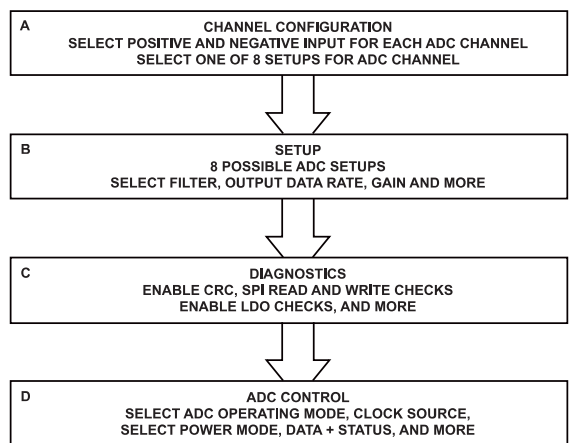 A
CHANNEL CONFIGURATION
SELECT POSITIVE AND NEGATIVE INPUT FOR EACH ADC CHANNEL
SELECT ONE OF 8 SETUPS FOR ADC CHANNEL
B
SETUP
8 POSSIBLE ADC SETUPS
SELECT FILTER, OUTPUT DATA RATE, GAIN AND MORE
C
DIAGNOSTICS
ENABLE CRC, SPI READ AND WRITE CHECKS
ENABLE LDO CHECKS, AND MORE
D
ADC CONTROL
SELECT ADC OPERATING MODE, CLOCK SOURCE,
SELECT POWER MODE, DATA + STATUS, AND MORE